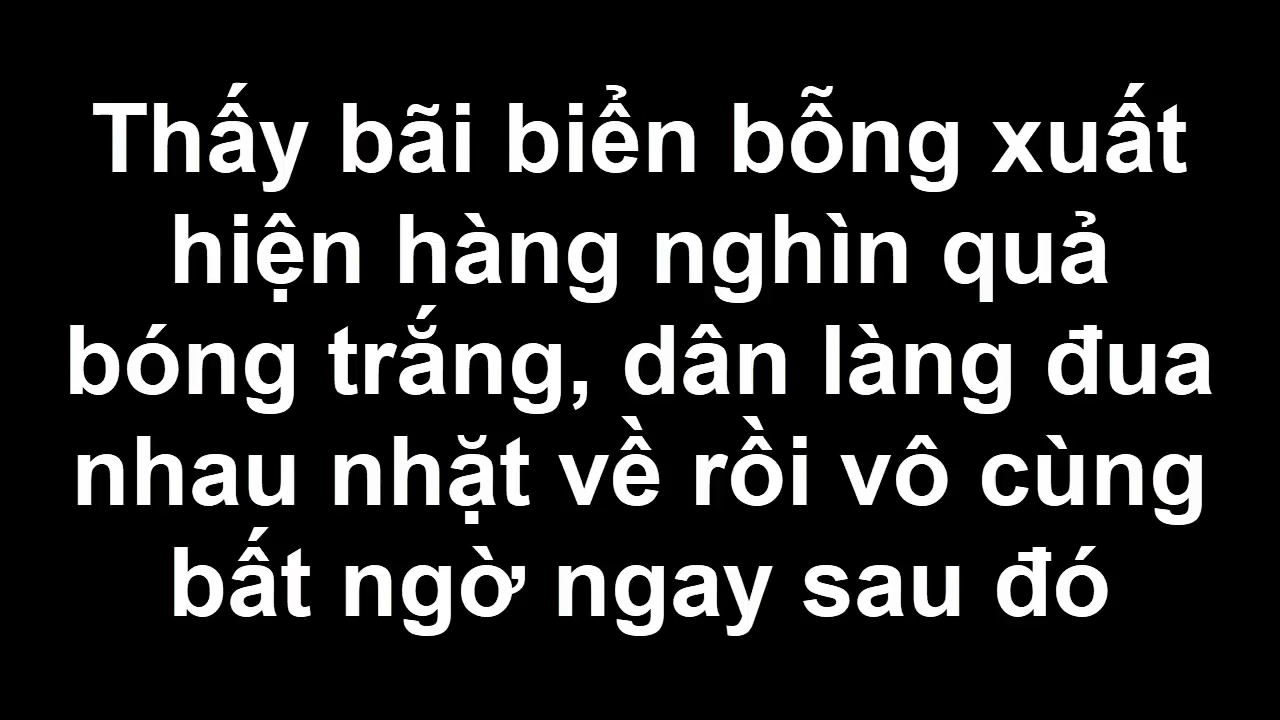 Thấy bãi biển bỗng xuất
hiện hàng nghìn quả
bóng trắng, dân làng đua
nhau nhặt về rồi vô cùng
bất ngờ ngay sau đó